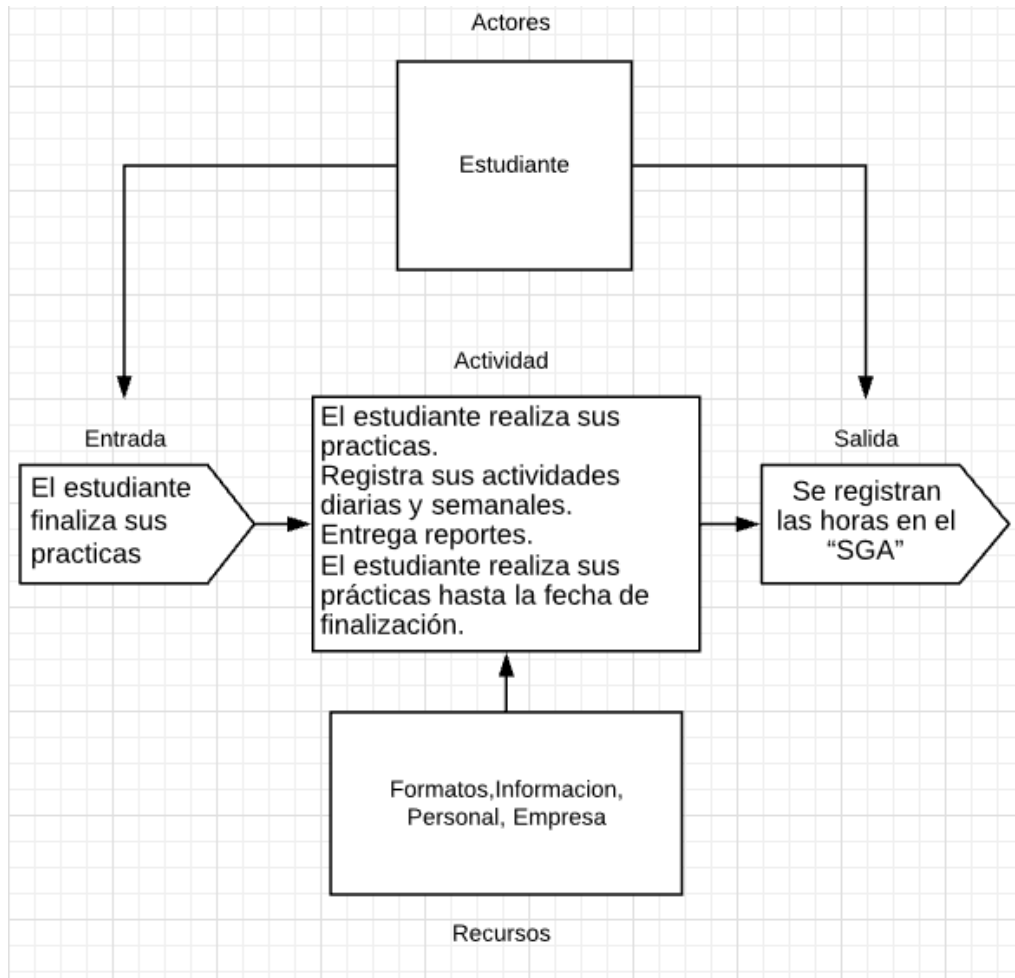 Actores
Estudiante
Actividad
El estudiante realiza sus
practicas.
Registra sus actividades
diarias y semanales.
Entrega reportes.
El estudiante realiza sus
prácticas hasta la fecha de
finalización.
Entrada
El estudiante
finaliza sus
practicas
Salida
Se registran
las horas en el
“SGA”
Formatos,Informacion,
Personal, Empresa
Recursos